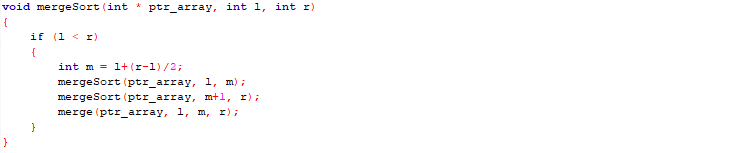 void mergeSort(int * ptr_array, int l, int r)
{
    if (l < r)
    {
        int m = l+(r-l)/2;
        mergeSort(ptr_array, l, m);
        mergeSort(ptr_array, m+1, r);
        merge(ptr_array, l, m, r);
    }
}